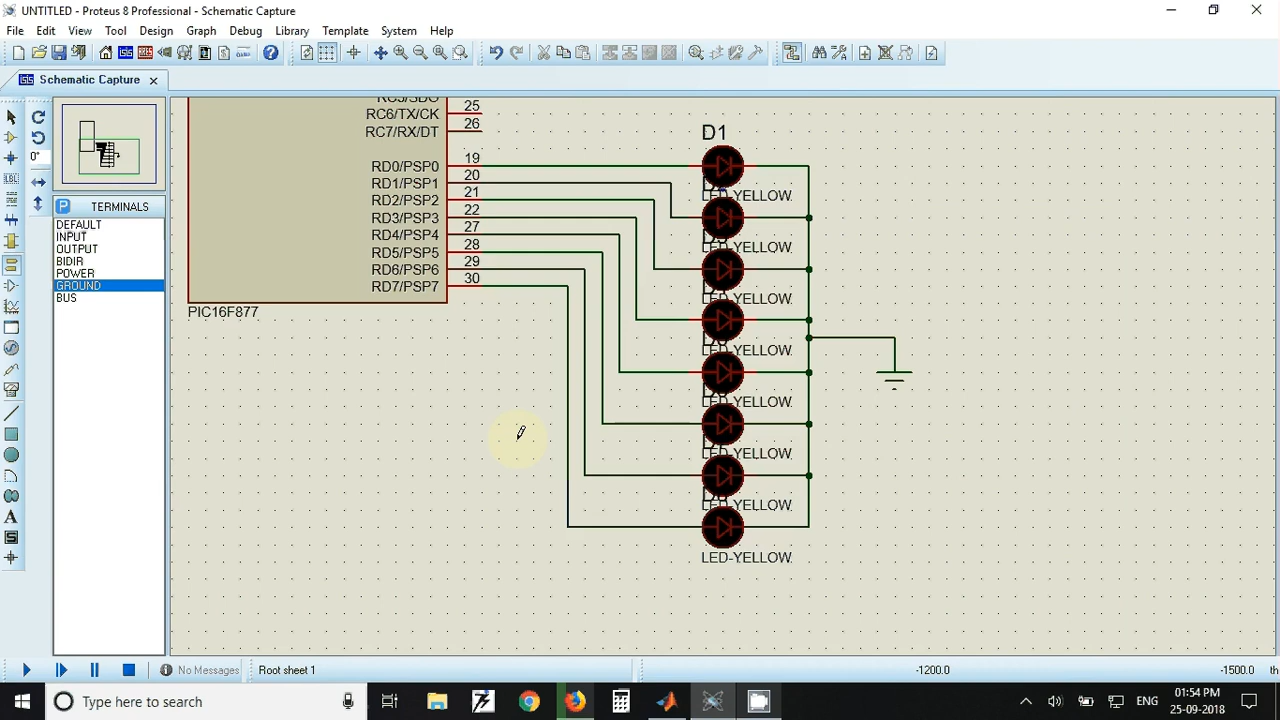 UNTITLED - Proteus 8 Professional - Schematic Capture
File Edit View Tool Design Graph Debug Library Template System Help
Schematic Capture
0°
TERMINALS
DEFAULT
INPUT
OUTPUT
BIDIR
POWER
GROUND
BUS
RC5/SDO 
RC6/TX/CK 25
RC7/RX/DT 26
RD0/PSP0 19
RD1/PSP1 20
RD2/PSP2 21
RD3/PSP3 22
RD4/PSP4 27
RD5/PSP5 28
RD6/PSP6 29
RD7/PSP7 30
PIC16F877
D1
LED-YELLOW
LED-YELLOW
LED-YELLOW
LED-YELLOW
LED-YELLOW
LED-YELLOW
LED-YELLOW
LED-YELLOW
No Messages Root sheet 1 -1200.0 -1500.0 th
Type here to search
ENG
01:54 PM
25-09-2018